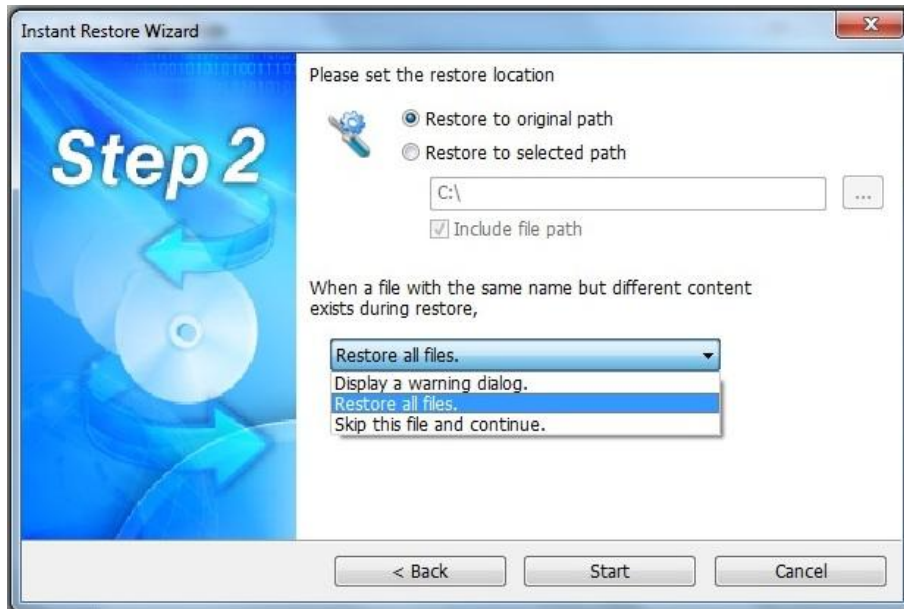 Instant Restore Wizard
Step 2
Please set the restore location
Restore to original path
Restore to selected path
C:\
...
Include file path
When a file with the same name but different content
exists during restore,
Restore all files.
Display a warning dialog.
Restore all files.
Skip this file and continue.
< Back
Start
Cancel